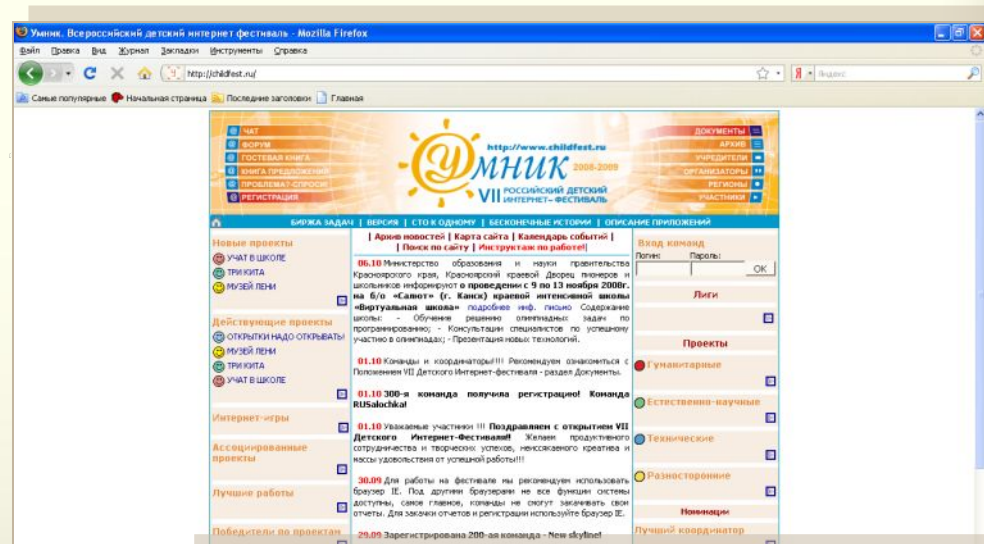 Умник. Всероссийский детский интернет фестиваль - Mozilla Firefox
Файл Правка Вид Журнал Закладки Инструменты Справка
http://childfest.ru/
Яндекс
Самые популярные Начальная страница Последние заголовки Главная
ЧАТ
ФОРУМ
ГОСТЕВАЯ КНИГА
КНИГА ПРЕДЛОЖЕНИЙ
ПРОБЛЕМА?-СПРОСИ!
РЕГИСТРАЦИЯ
http://www.childfest.ru
УМНИК 2008-2009
VII РОССИЙСКИЙ ДЕТСКИЙ
ИНТЕРНЕТ-ФЕСТИВАЛЬ
ДОКУМЕНТЫ
АРХИВ
УЧРЕДИТЕЛИ
ОРГАНИЗАТОРЫ
РЕГИОНЫ
УЧАСТНИКИ
БИРЖА ЗАДАЧ | ВЕРСИЯ | СТО К ОДНОМУ | БЕСКОНЕЧНЫЕ ИСТОРИИ | ОПИСАНИЕ ПРИЛОЖЕНИЙ
Новые проекты
УЧАТ В ШКОЛЕ
ТРИ КИТА
МУЗЕЙ ЛЕНИ
Действующие проекты
ОТКРЫТКИ НАДО ОТКРЫВАТЬ!
МУЗЕЙ ЛЕНИ
ТРИ КИТА
УЧАТ В ШКОЛЕ
Интернет-игры
Ассоциированные
проекты
Лучшие работы
Победители по проектам
| Архив новостей | Карта сайта | Календарь событий |
| Поиск по сайту | Инструктаж по работе!|
06.10 Министерство образования и науки правительства
Красноярского края, Красноярский краевой Дворец пионеров и
школьников информируют о проведении с 9 по 13 ноября 2008г.
на б/о «Салют» (г. Канск) краевой интенсивной школы
«Виртуальная школа» подробнее инф. письмо Содержание
школы: - Обучение решению олимпиадных задач по
программированию; - Консультации специалистов по успешному
участию в олимпиадах; - Презентация новых технологий.
01.10 Команды и координаторы!!!! Рекомендуем ознакомиться с
Положением VII Детского Интернет-фестиваля - раздел Документы.
01.10 300-я команда получила регистрацию! Команда
RUSalochka!
01.10 Уважаемые участники !!! Поздравляем с открытием VII
Детского Интернет-Фестиваля!! Желаем продуктивного
сотрудничества и творческих успехов, неиссякаемого креатива и
массы удовольствия от успешной работы!!!
30.09 Для работы на фестивале мы рекомендуем использовать
браузер IE. Под другими браузерами не все функции системы
доступны, самое главное, команды не смогут закачивать свои
отчеты. Для закачки отчетов и регистрации используйте браузер IE.
29.09 Зарегистрирована 200-ая команда - New skyline!
Вход команд
Логин: Пароль:
OK
Лиги
Проекты
Гуманитарные
Естественно-научные
Технические
Разносторонние
Номинации
Лучший координатор